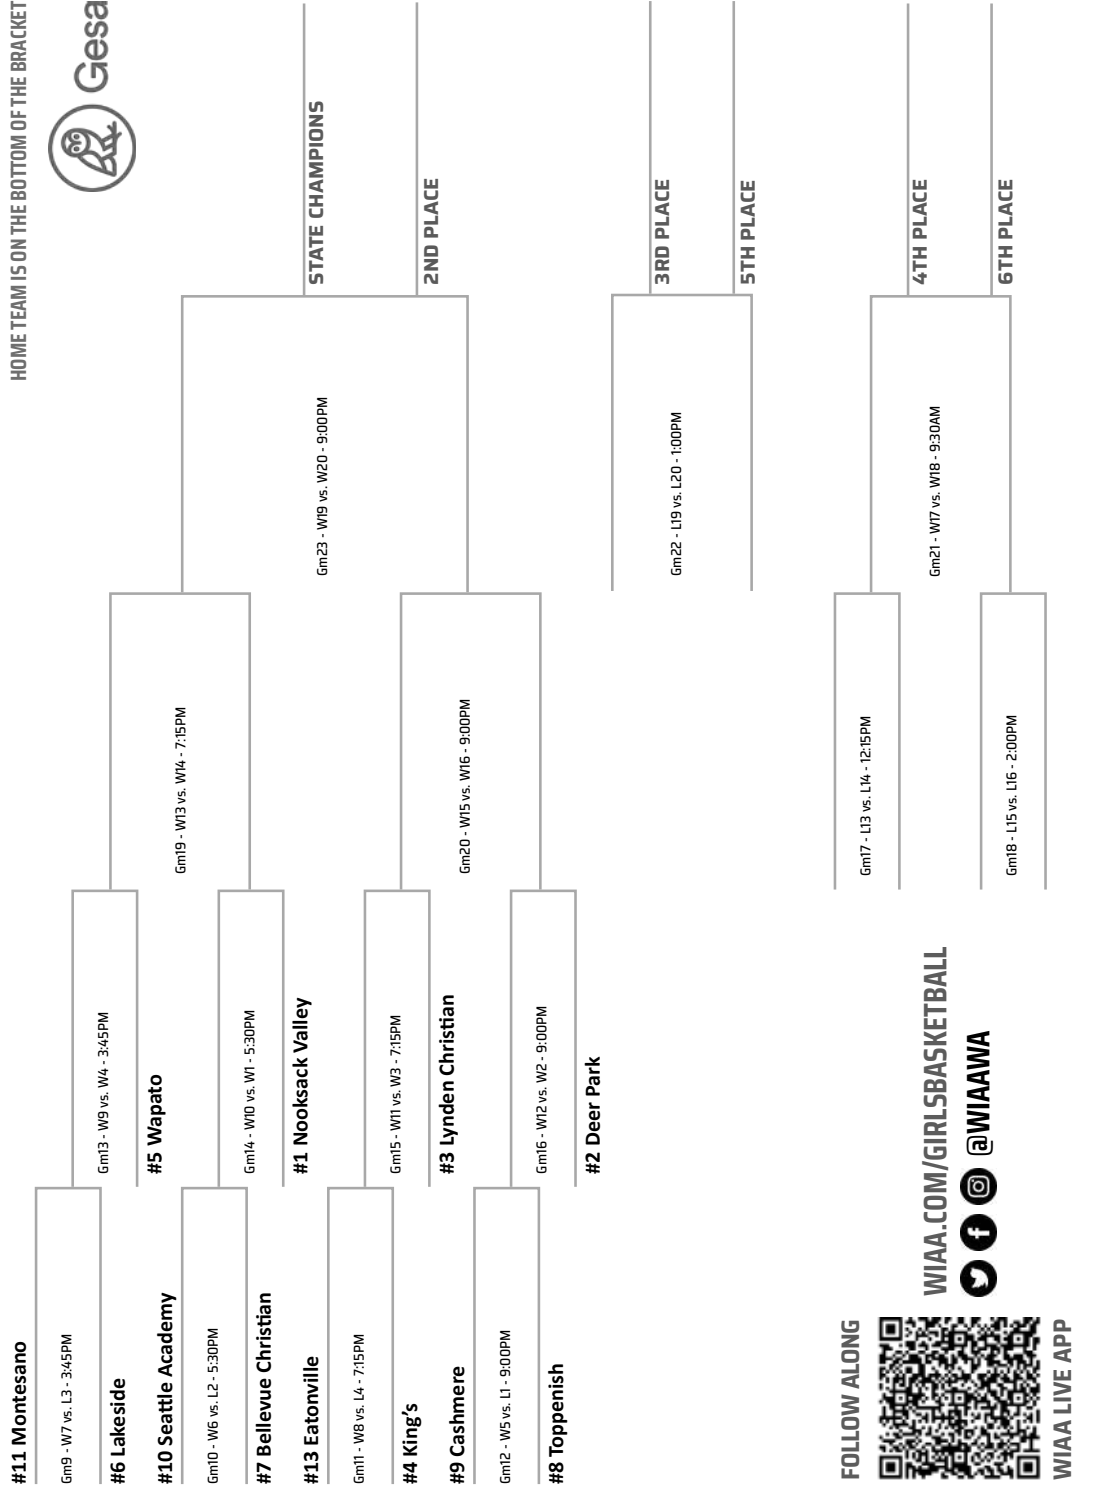 HOME TEAM IS ON THE BOTTOM OF THE BRACKET
Gesa
#11 Montesano
Gm9 - W7 vs. L3 - 3:45PM
#6 Lakeside
#10 Seattle Academy
Gm10 - W6 vs. L2 - 5:30PM
#7 Bellevue Christian
#13 Eatonville
Gm11 - W8 vs. L4 - 7:15PM
#4 King's
#9 Cashmere
Gm12 - W5 vs. L1 - 9:00PM
#8 Toppenish
Gm13 - W9 vs. W4 - 3:45PM
#5 Wapato
Gm14 - W10 vs. W1 - 5:30PM
#1 Nooksack Valley
Gm15 - W11 vs. W3 - 7:15PM
#3 Lynden Christian
Gm16 - W12 vs. W2 - 9:00PM
#2 Deer Park
Gm19 - W13 vs. W14 - 7:15PM
Gm20 - W15 vs. W16 - 9:00PM
Gm17 - L13 vs. L14 - 12:15PM
Gm18 - L15 vs. L16 - 2:00PM
Gm23 - W19 vs. W20 - 9:00PM
Gm22 - L19 vs. L20 - 1:00PM
Gm21 - W17 vs. W18 - 9:30AM
STATE CHAMPIONS
2ND PLACE
3RD PLACE
5TH PLACE
4TH PLACE
6TH PLACE
FOLLOW ALONG
WIAA LIVE APP
WIAA.COM/GIRLSBASKETBALL
@WIAAWA